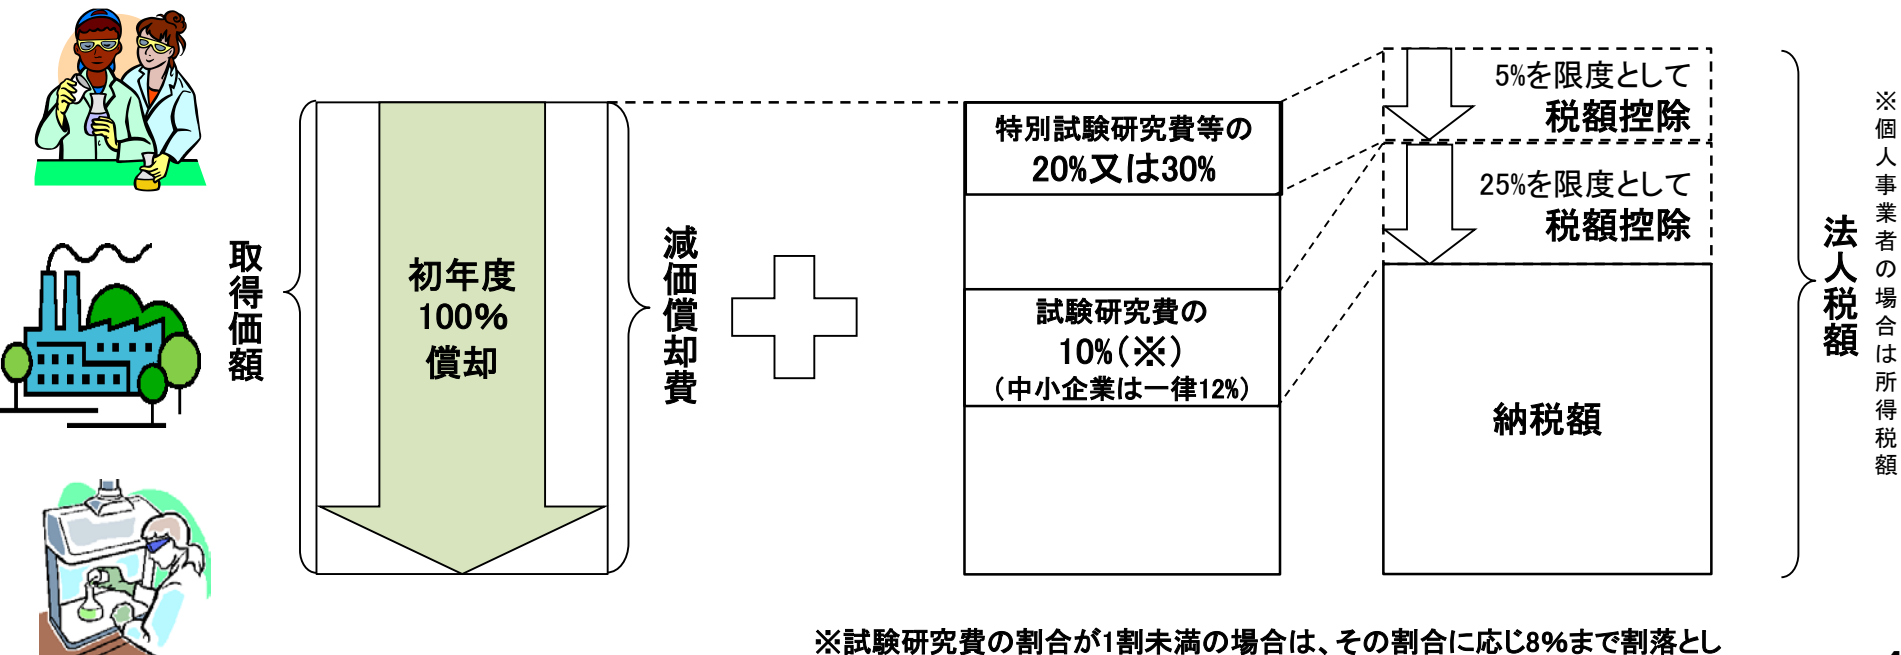 取得価額
初年度
100%
償却
減価償却費
特別試験研究費等の
20%又は30%
試験研究費の
10%(※)
(中小企業は一律12%)
5%を限度として
税額控除
25%を限度として
税額控除
納税額
法人税額
※個人事業者の場合は所得税額
※試験研究費の割合が1割未満の場合は、その割合に応じ8%まで割落とし